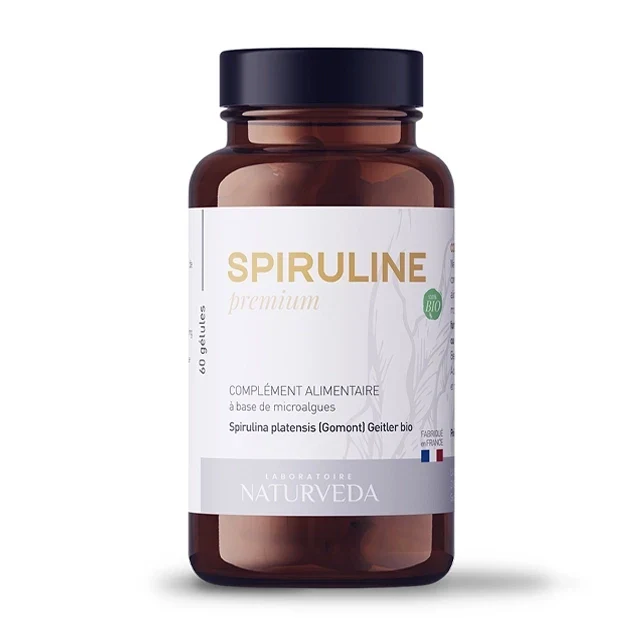 SPIRULINE
premium
BIO
60 gélules
COMPLÉMENT ALIMENTAIRE
à base de microalgues
Spirulina platensis (Gomont) Geitler bio
FABRIQUÉ
en FRANCE
LABORATOIRE
NATURVEDA